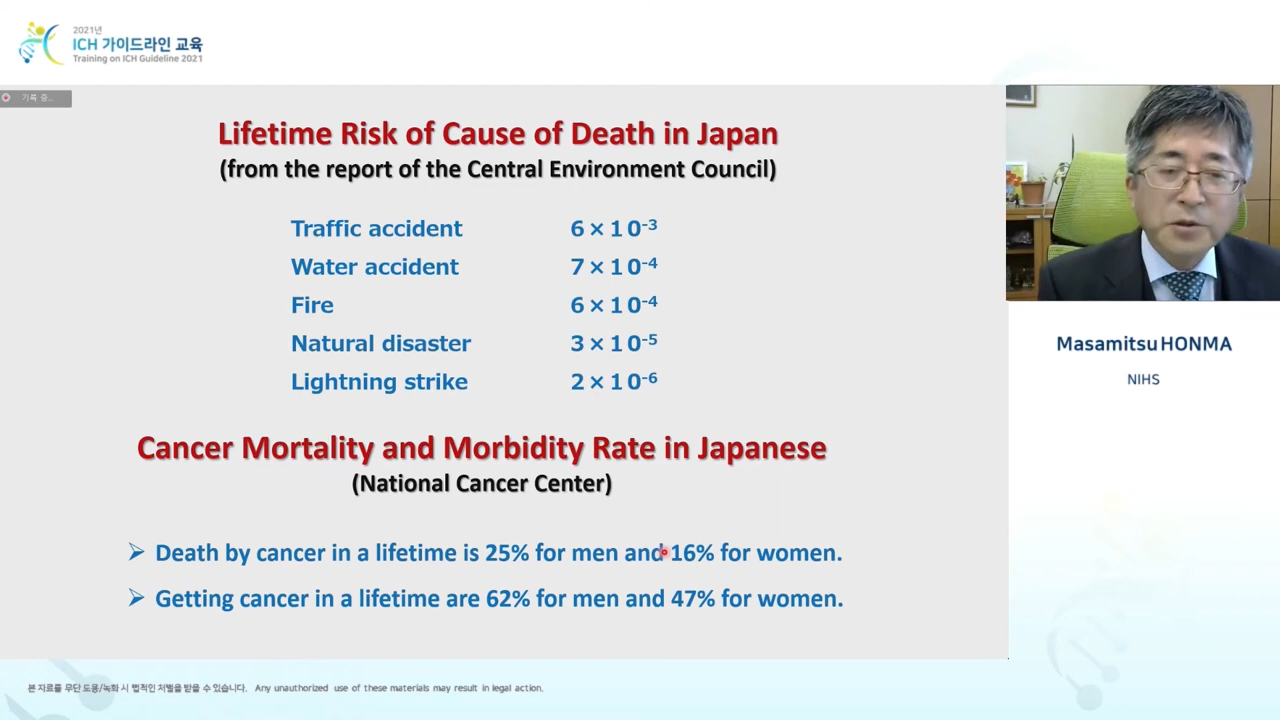 2021년
ICH 가이드라인 교육
Training on ICH Guideline 2021
기록 중...
Lifetime Risk of Cause of Death in Japan
(from the report of the Central Environment Council)
Traffic accident 6×10-3
Water accident 7×10-4
Fire 6×10-4
Natural disaster 3×10-5
Lightning strike 2×10-6
Cancer Mortality and Morbidity Rate in Japanese
(National Cancer Center)
Death by cancer in a lifetime is 25% for men and 16% for women.
Getting cancer in a lifetime are 62% for men and 47% for women.
Masamitsu HONMA
NIHS
본 자료를 무단 도용/녹화 시 법적인 처벌을 받을 수 있습니다. Any unauthorized use of these materials may result in legal action.